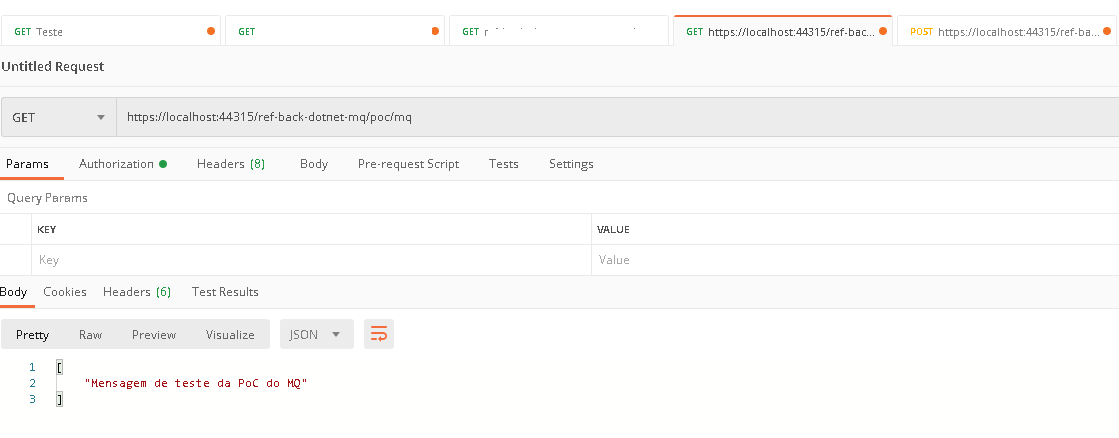 GET Teste
GET
GET
GET https://localhost:44315/ref-bac...
POST https://localhost:44315/ref-ba...
Untitled Request
GET https://localhost:44315/ref-back-dotnet-mq/poc/mq
Params Authorization Headers (8) Body Pre-request Script Tests Settings
Query Params
KEY VALUE
Key Value
Body Cookies Headers (6) Test Results
Pretty Raw Preview Visualize JSON
1 [
2 "Mensagem de teste da PoC do MQ"
3 ]